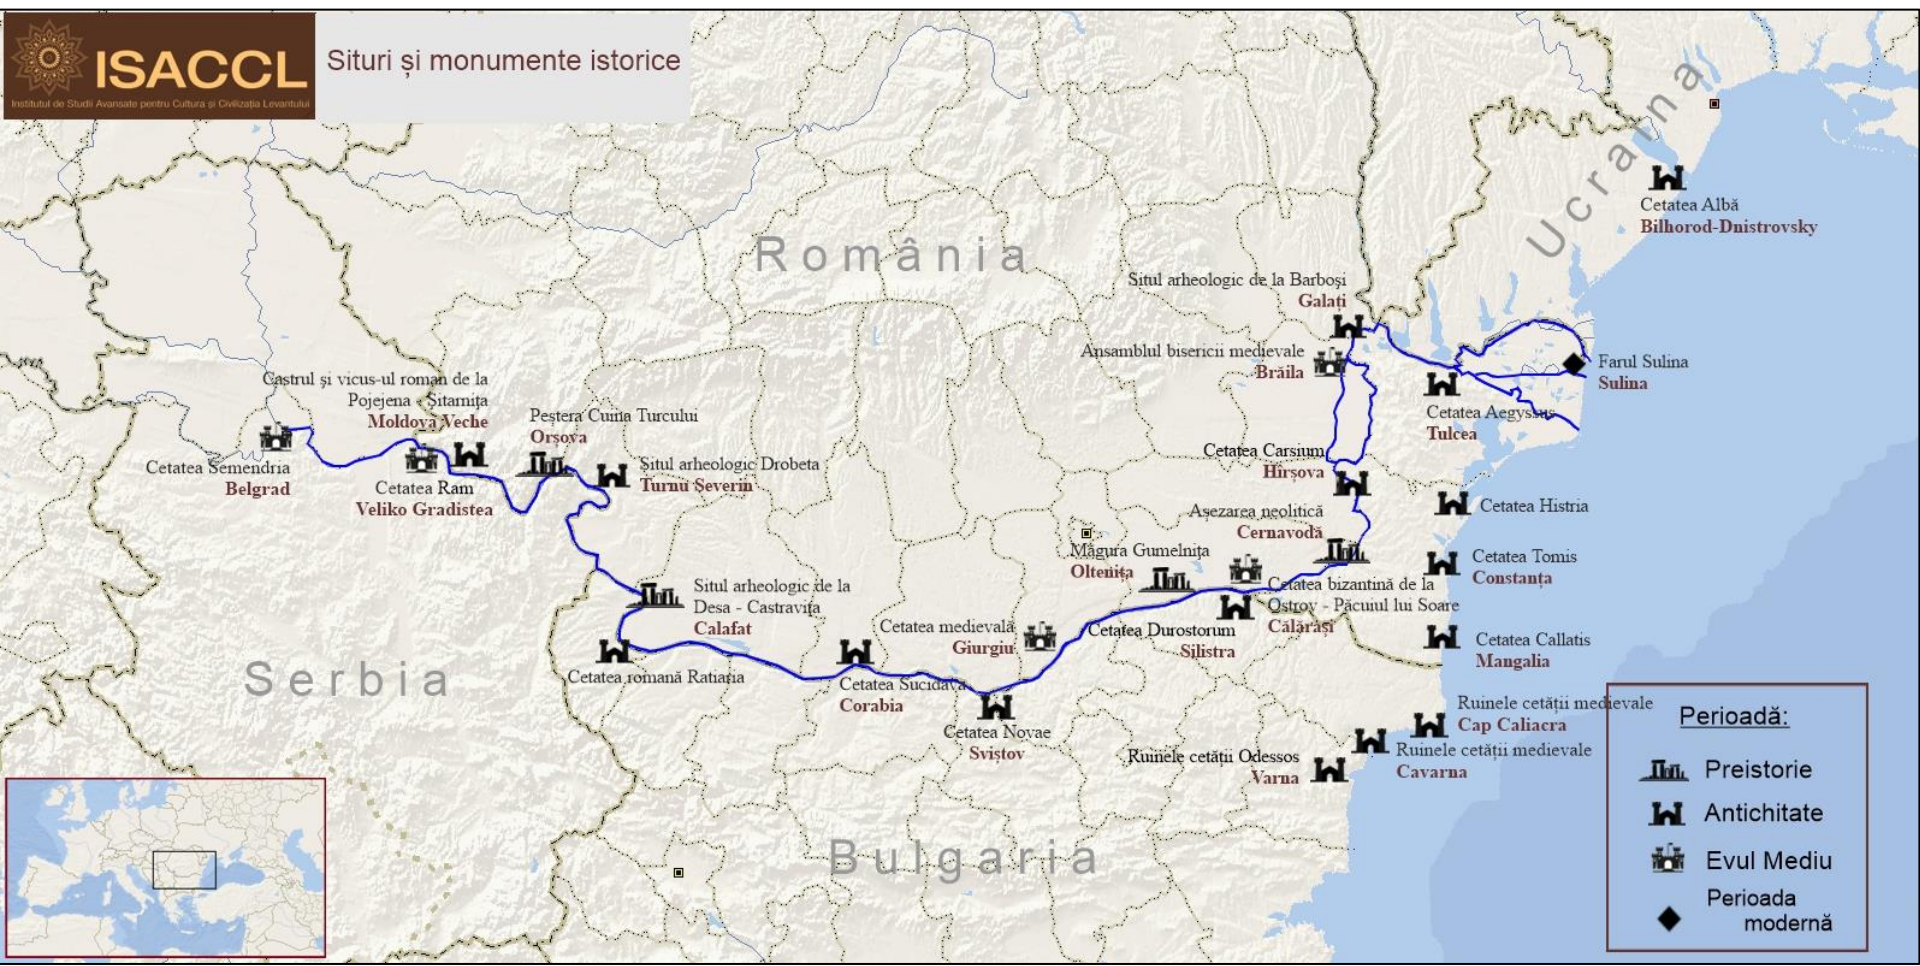 ISACCL
Institutul de Studii Avansate pentru Cultura și Civilizația Levantului
Situri și monumente istorice
Ucraina
România
Serbia
Bulgaria
Cetatea Albă
Bilhorod-Dnistrovsky
Situl arheologic de la Barboși
Galați
Ansamblul bisericii medievale
Brăila
Farul Sulina
Sulina
Cetatea Aegyssus
Tulcea
Castrul și vicus-ul roman de la
Pojejena - Șitarnița
Moldova Veche
Peștera Cuina Turcului
Orșova
Cetatea Semendria
Belgrad
Cetatea Ram
Veliko Gradistea
Situl arheologic Drobeta
Turnu Severin
Cetatea Carsium
Hîrșova
Cetatea Histria
Așezarea neolitică
Cernavodă
Măgura Gumelnița
Oltenița
Cetatea Tomis
Constanța
Cetatea bizantină de la
Ostrov - Păcuiul lui Soare
Călărași
Situl arheologic de la
Desa - Castravița
Calafat
Cetatea medievală
Giurgiu
Cetatea Durostorum
Silistra
Cetatea Callatis
Mangalia
Cetatea romană Ratiaria
Cetatea Sucidava
Corabia
Cetatea Novae
Sviștov
Ruinele cetății medievale
Cap Caliacra
Ruinele cetății medievale
Cavarna
Ruinele cetății Odessos
Varna
Perioadă:
Preistorie
Antichitate
Evul Mediu
Perioada
modernă